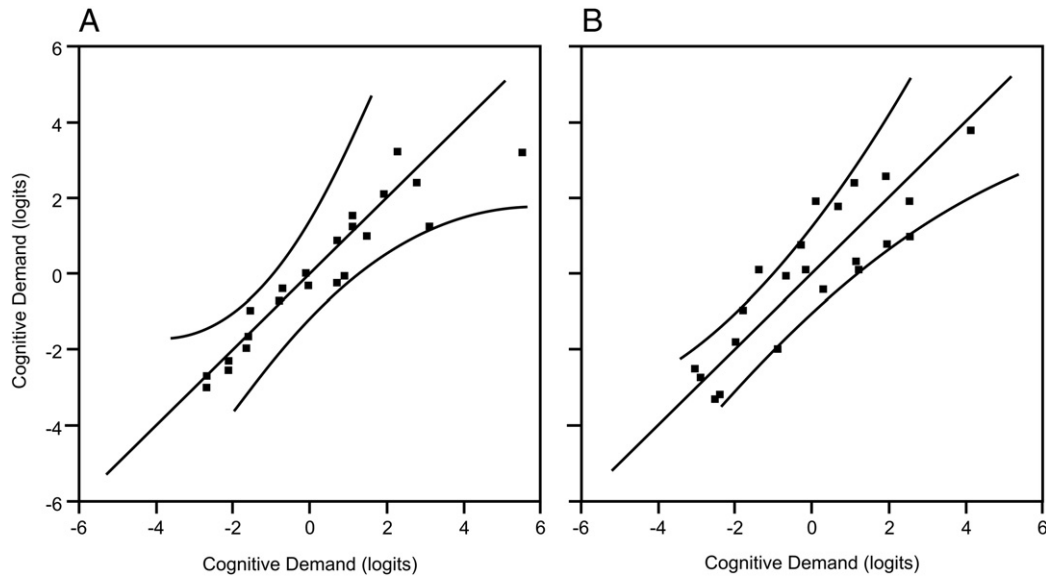 A
B
6
4
2
0
-2
-4
-6
Cognitive Demand (logits)
-6 -4 -2 0 2 4 6
-6 -4 -2 0 2 4 6
Cognitive Demand (logits)
Cognitive Demand (logits)